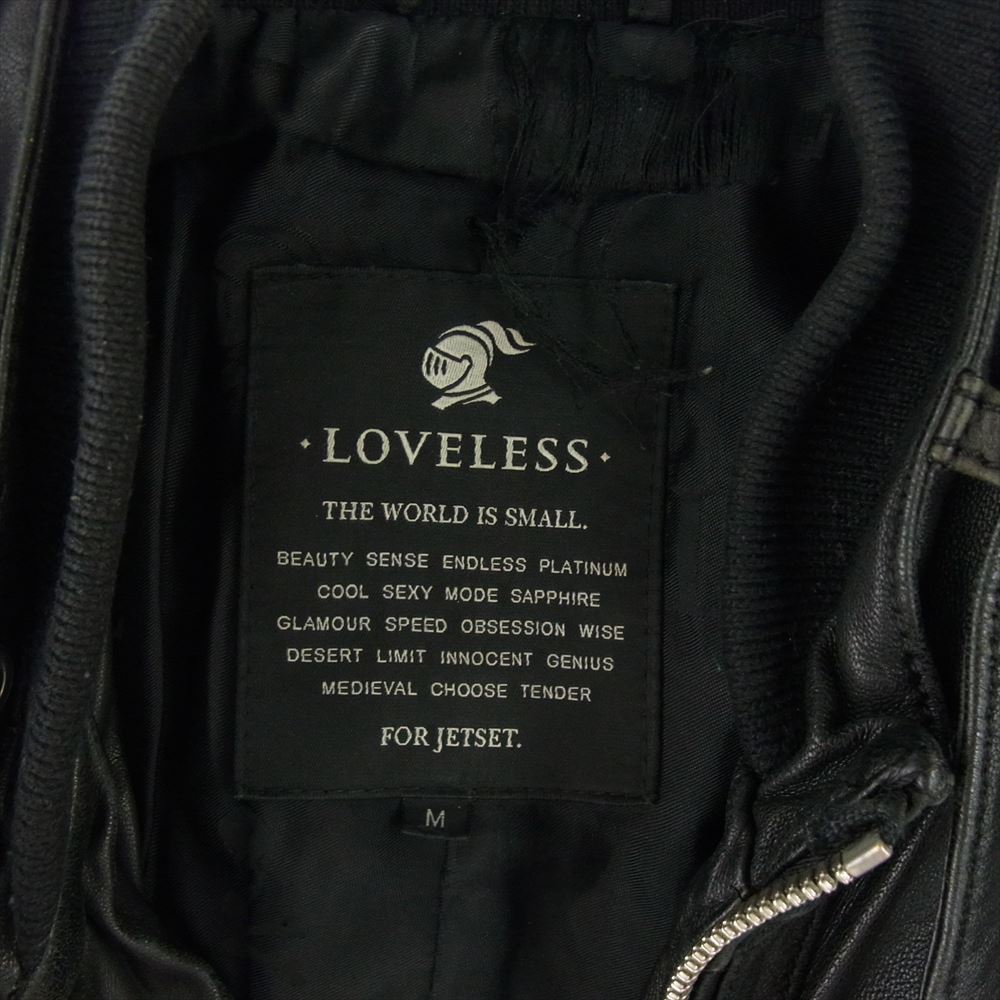 · LOVELESS ·
THE WORLD IS SMALL.
BEAUTY SENSE ENDLESS PLATINUM
COOL SEXY MODE SAPPHIRE
GLAMOUR SPEED OBSESSION WISE
DESERT LIMIT INNOCENT GENIUS
MEDIEVAL CHOOSE TENDER
FOR JETSET.
M